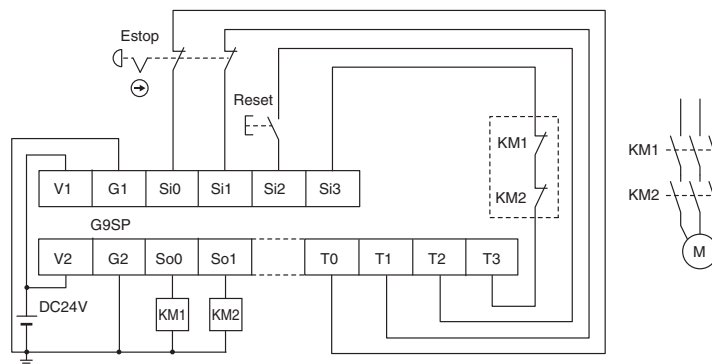 Estop
Reset
KM1
KM2
KM1
KM2
M
V1 G1 Si0 Si1 Si2 Si3
G9SP
V2 G2 So0 So1 T0 T1 T2 T3
DC24V
KM1 KM2